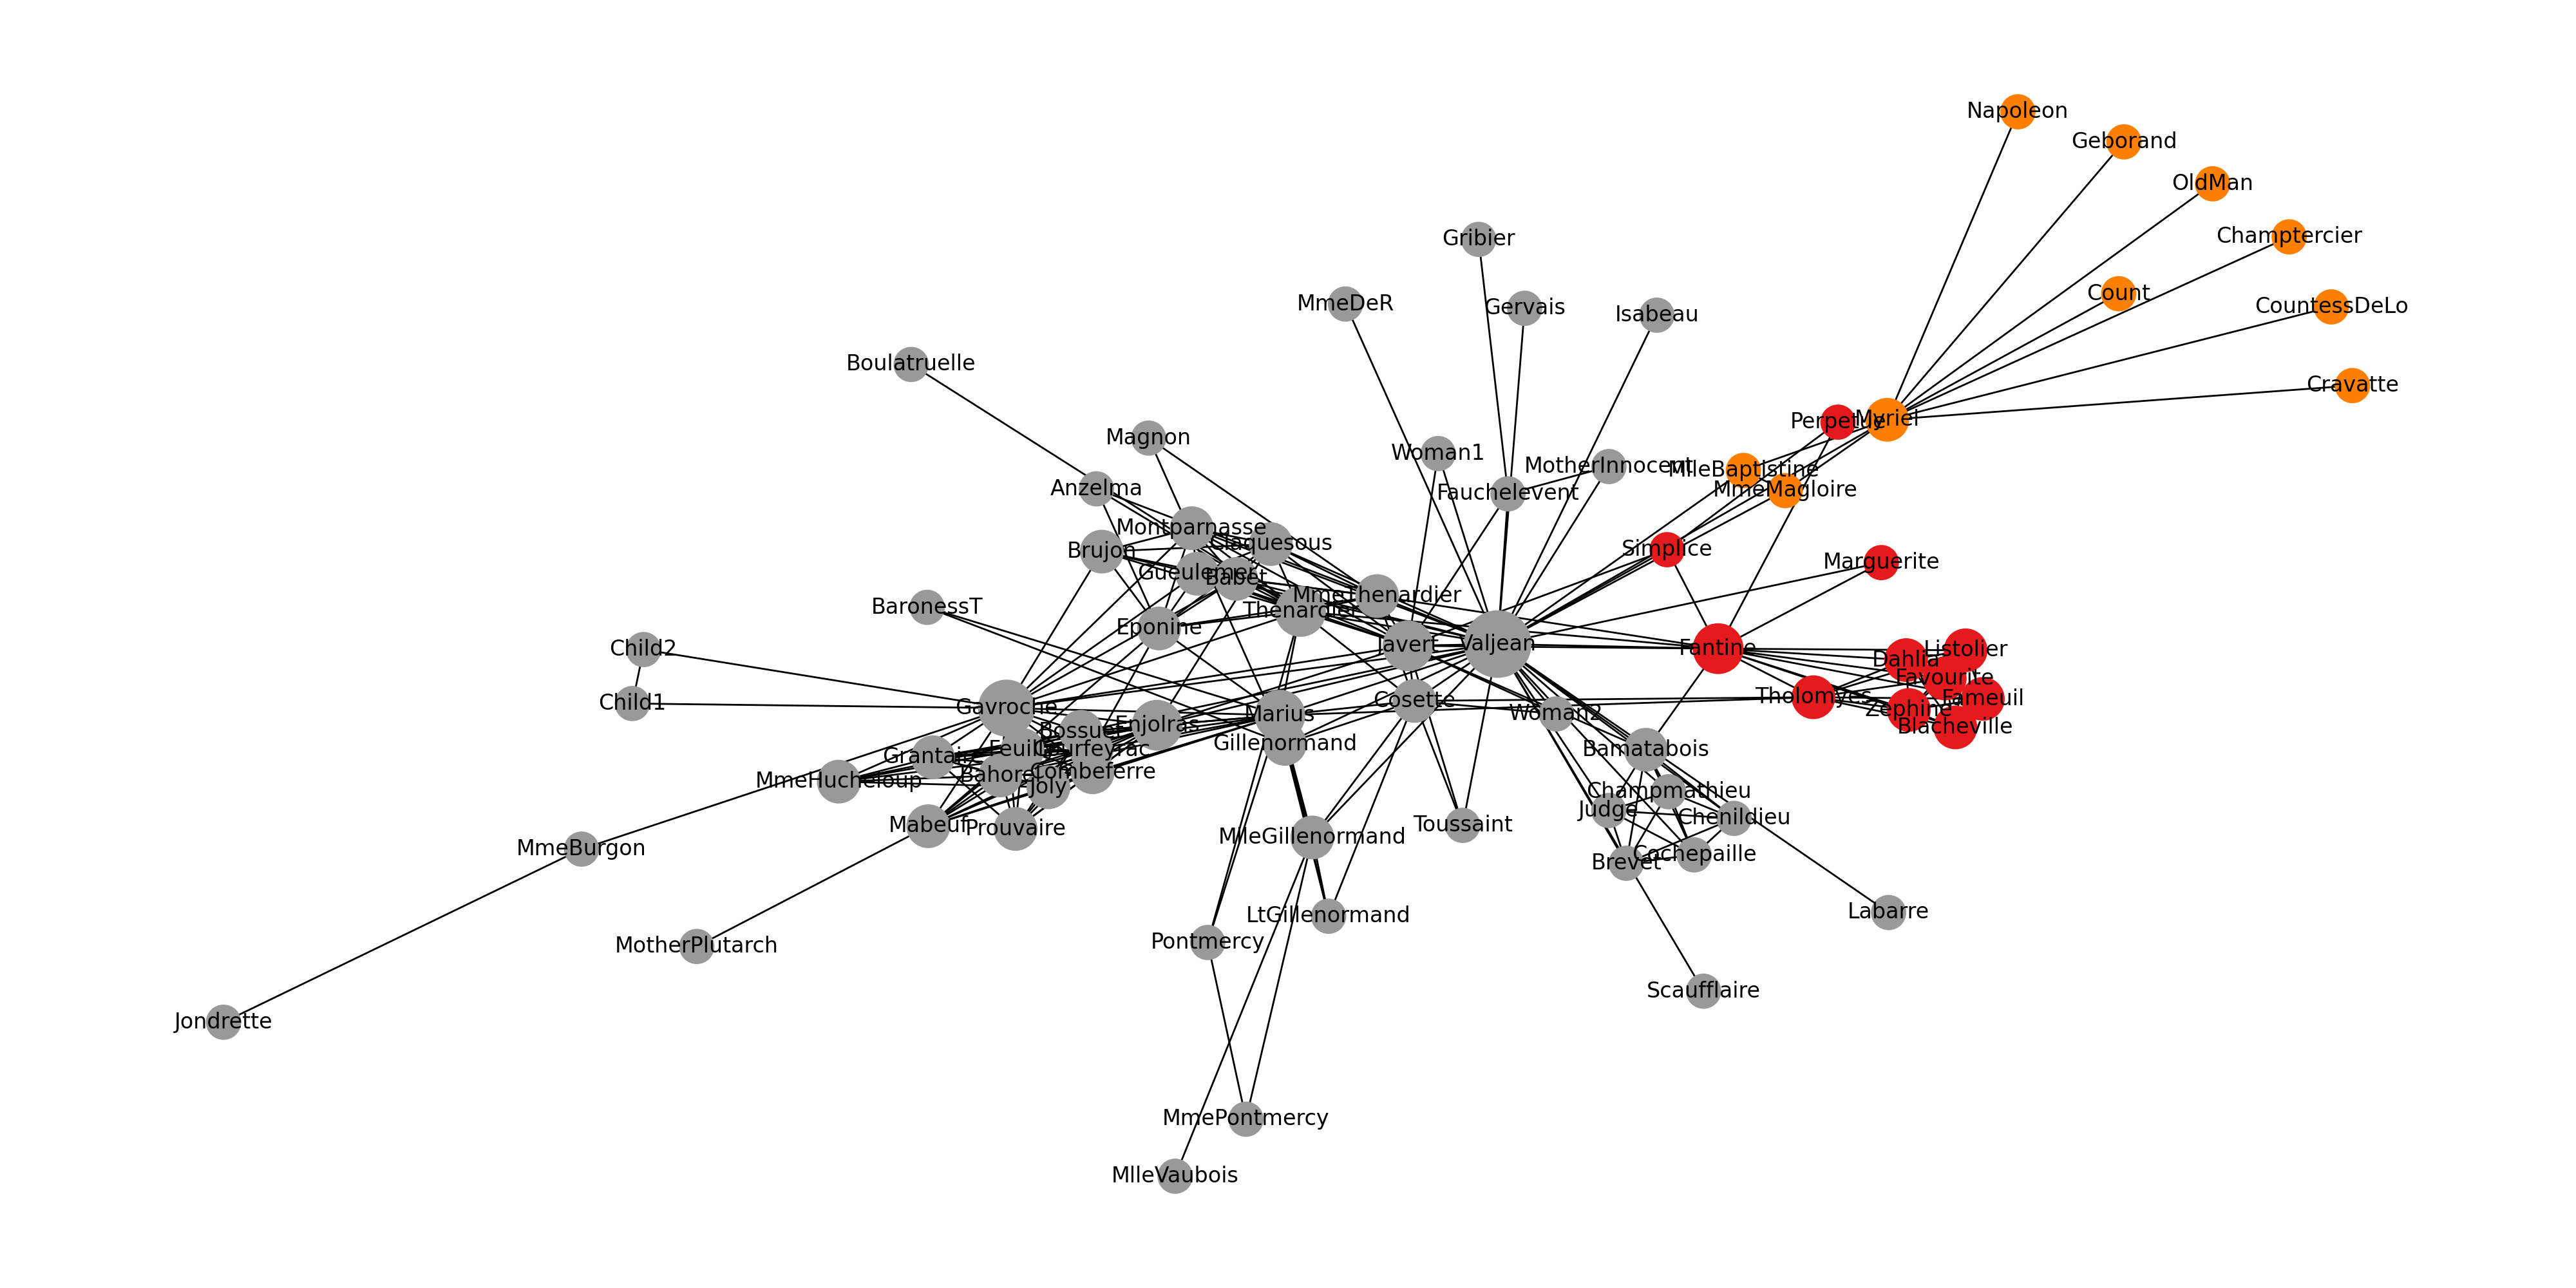 Napoleon
Geborand
OldMan
Champtercier
Gribier
Count
MmeDeR
Gervais
Isabeau
CountessDeLo
Boulatruelle
Cravatte
Perpetue
Myriel
Magnon
Woman1
MotherInnocent
MlleBaptistine
Anzelma
Fauchelevent
MmeMagloire
Montparnasse
Claquesous
Brujon
Simplice
Marguerite
Gueulemer
Babet
MmeThenardier
BaronessT
Thenardier
Eponine
Child2
Javert
Valjean
Fantine
Listolier
Dahlia
Favourite
Child1
Gavroche
Cosette
Tholomyes
Fameuil
Marius
Woman2
Zephine
Enjolras
Blacheville
Bossuet
Gillenormand
Feuilly
Courfeyrac
Bamatabois
Grantaire
Bahorel
Combeferre
MmeHucheloup
Joly
Champmathieu
Judge
Chenildieu
Mabeuf
Prouvaire
MlleGillenormand
Toussaint
MmeBurgon
Brevet
Cochepaille
LtGillenormand
Labarre
MotherPlutarch
Pontmercy
Scaufflaire
Jondrette
MmePontmercy
MlleVaubois